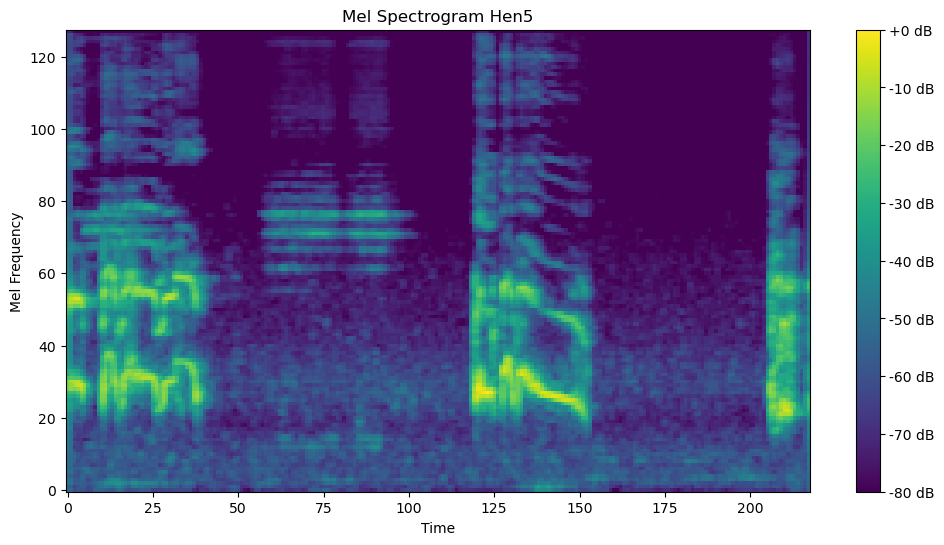 Mel Spectrogram Hen5
120
100
80
60
40
20
0
Mel Frequency
0 25 50 75 100 125 150 175 200
Time
+0 dB
-10 dB
-20 dB
-30 dB
-40 dB
-50 dB
-60 dB
-70 dB
-80 dB